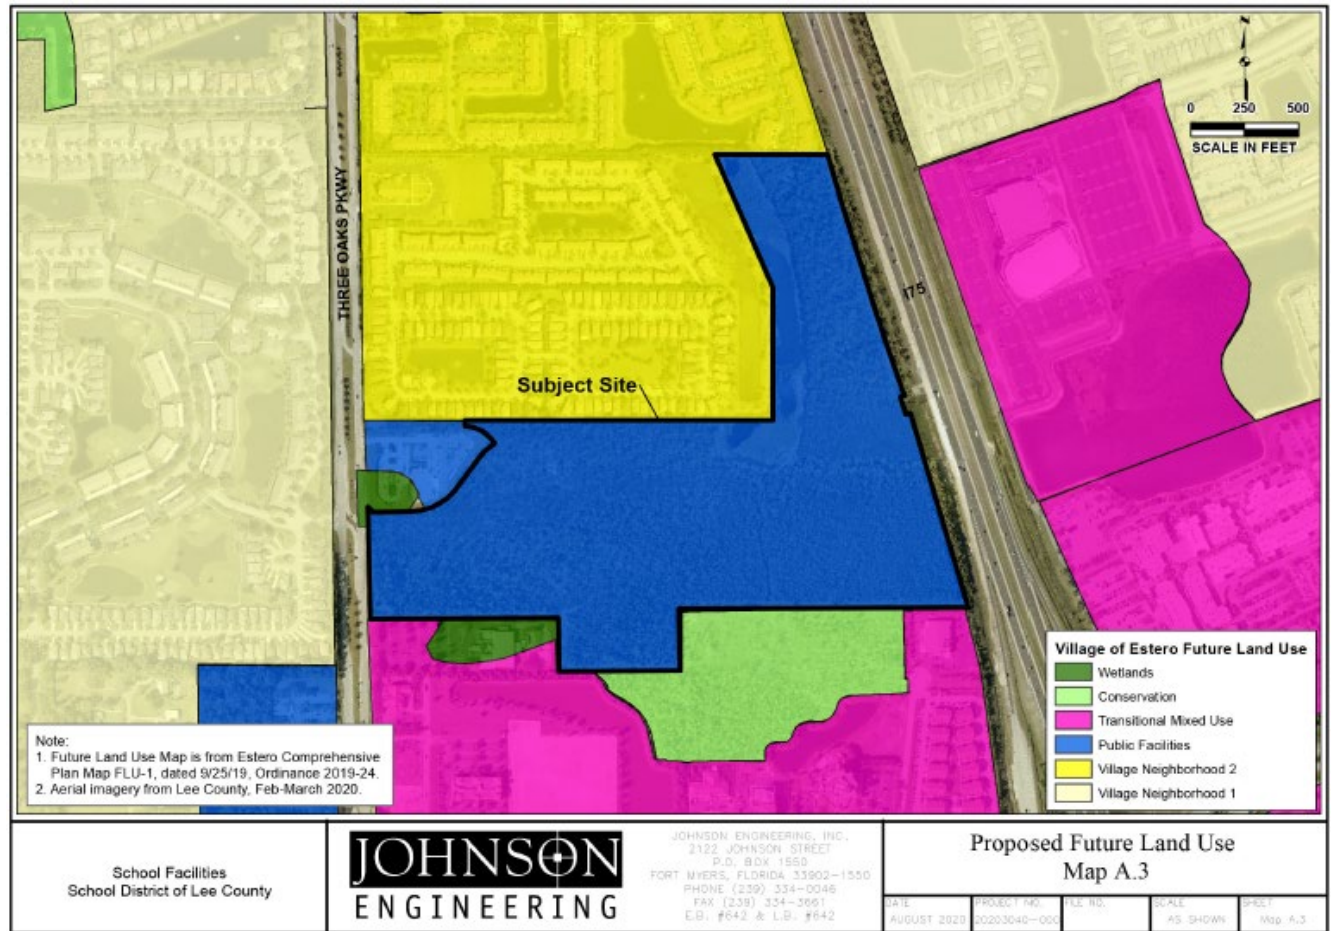 N
0 250 500
SCALE IN FEET
THREE OAKS PKWY
I75
Subject Site
Village of Estero Future Land Use
Wetlands
Conservation
Transitional Mixed Use
Public Facilities
Village Neighborhood 2
Village Neighborhood 1
Note:
1. Future Land Use Map is from Estero Comprehensive
Plan Map FLU-1, dated 9/25/19, Ordinance 2019-24.
2. Aerial imagery from Lee County, Feb-March 2020.
School Facilities
School District of Lee County
JOHNSON
ENGINEERING
JOHNSON ENGINEERING, INC.
2122 JOHNSON STREET
P.O. BOX 1550
FORT MYERS, FLORIDA 33902-1550
PHONE (239) 334-0046
FAX (239) 334-3661
E.B. #642 & L.B. #642
Proposed Future Land Use
Map A.3
DATE PROJECT NO. FILE NO. SCALE SHEET
AUGUST 2020 20203040-000 AS SHOWN Map A.3